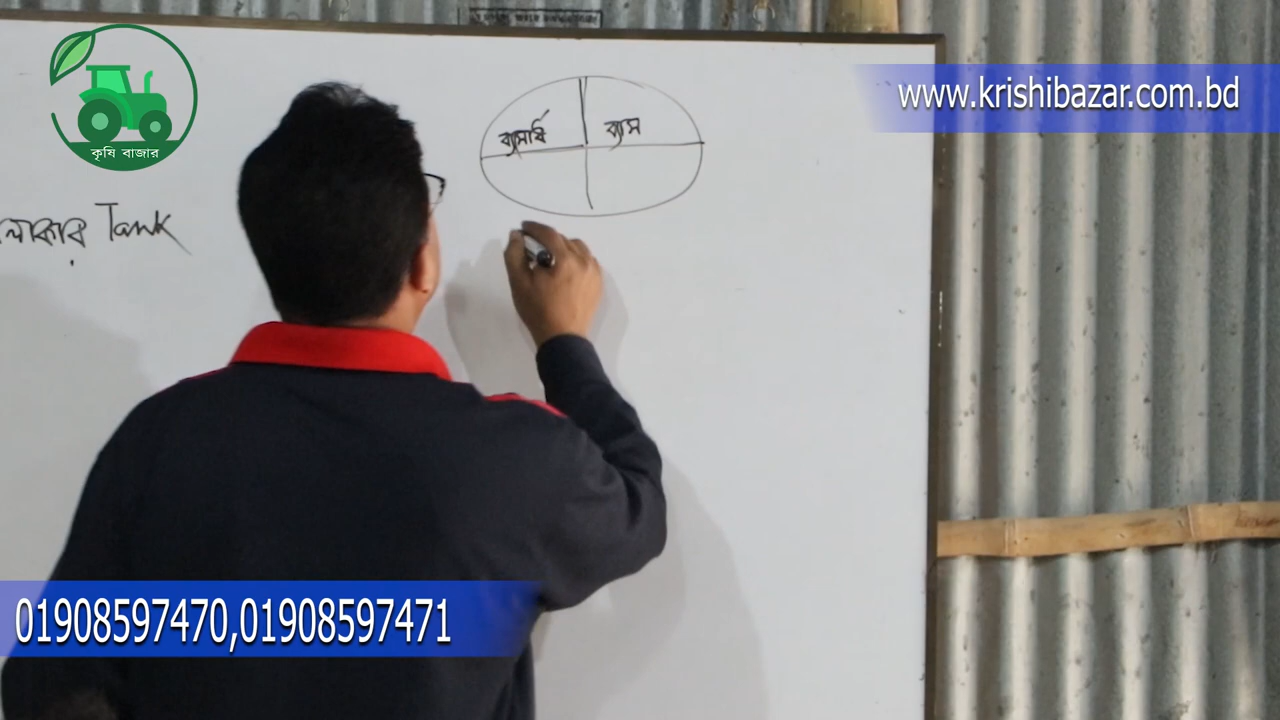 www.krishibazar.com.bd
কৃষি বাজার
ব্যাসার্ধ
ব্যাস
Tank
01908597470,01908597471